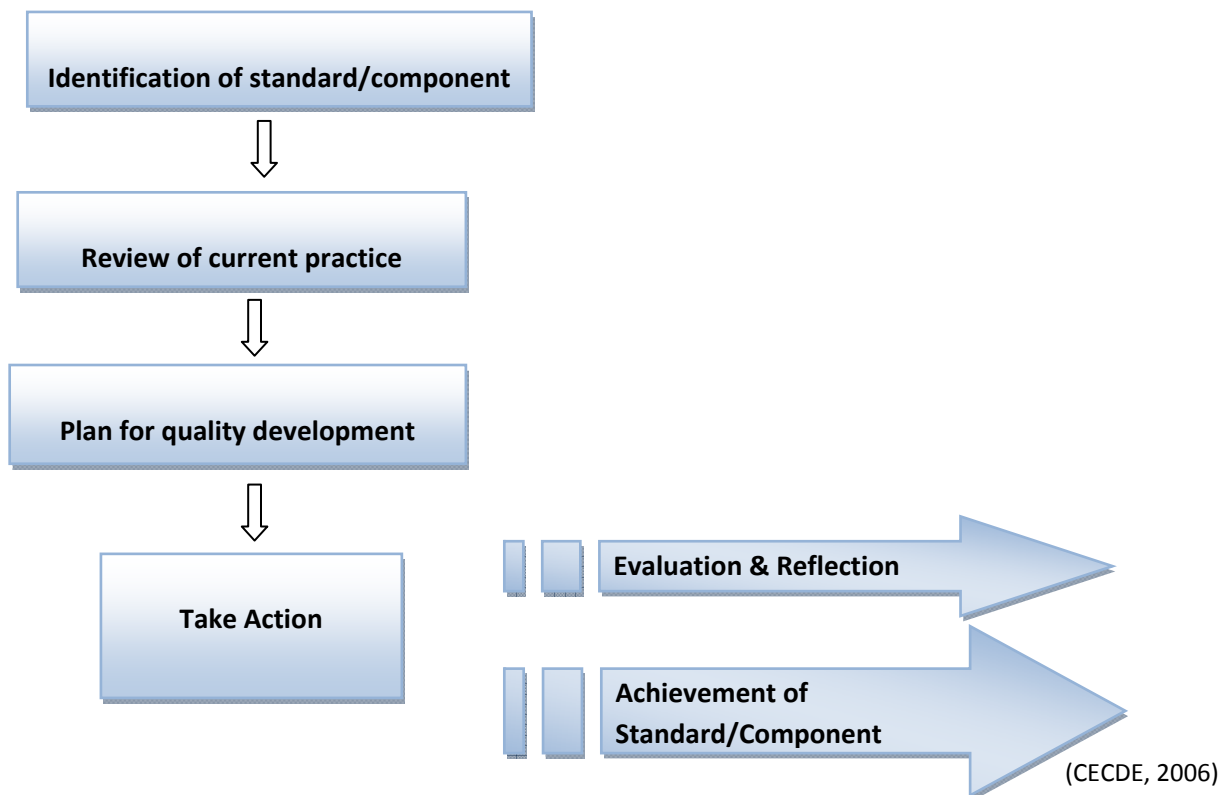 Identification of standard/component
Review of current practice
Plan for quality development
Take Action
Evaluation & Reflection
Achievement of
Standard/Component
(CECDE, 2006)